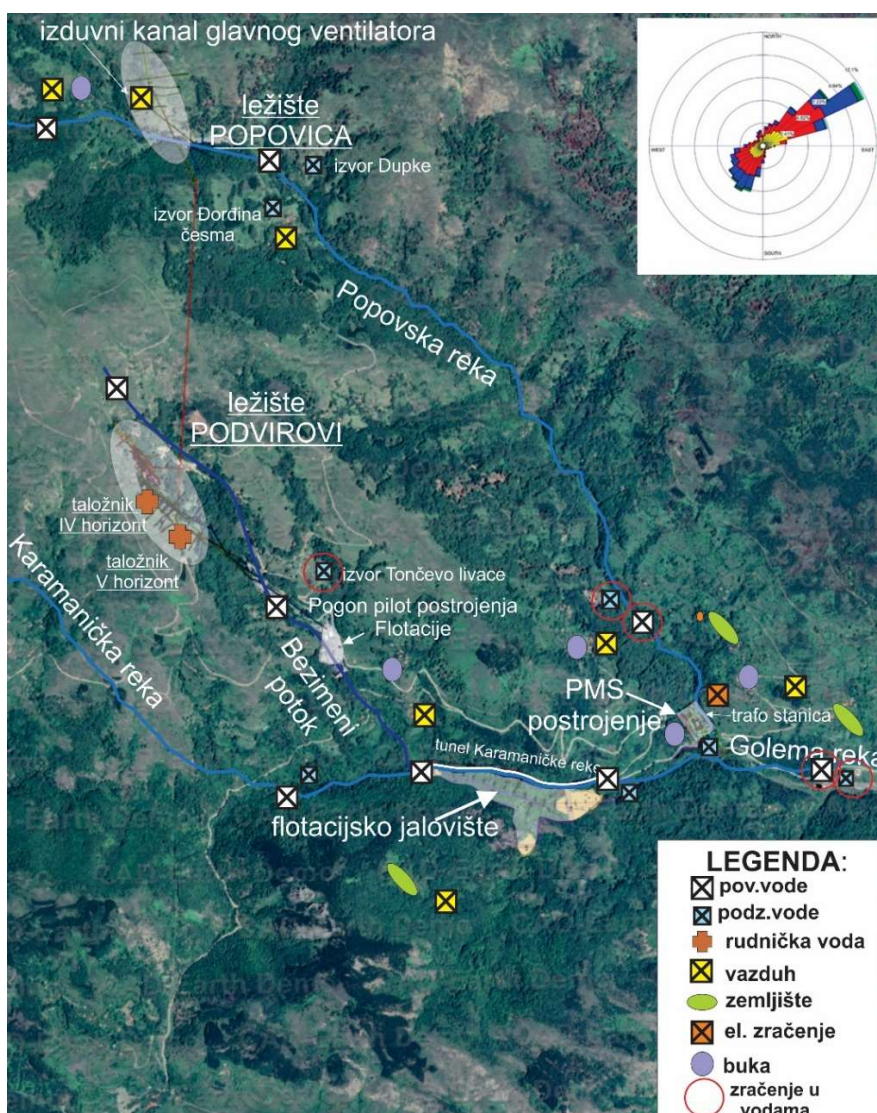 izduvni kanal glavnog ventilatora
NORTH
WEST
EAST
SOUTH
ležište
POPOVICA
izvor Dupke
izvor Đorđina
česma
Popovska reka
ležište
PODVIROVI
taložnik
IV horizont
taložnik
V horizont
Karamanička reka
izvor Tončevo livace
Pogon pilot postrojenja
Flotacije
Bezimeni
potok
PMS
postrojenje
trafo stanica
Golema reka
tunel Karamaničke reke
flotacijsko jalovište
LEGENDA:
pov.vode
podz.vode
rudnička voda
vazduh
zemljište
el. zračenje
buka
zračenje u
vodama